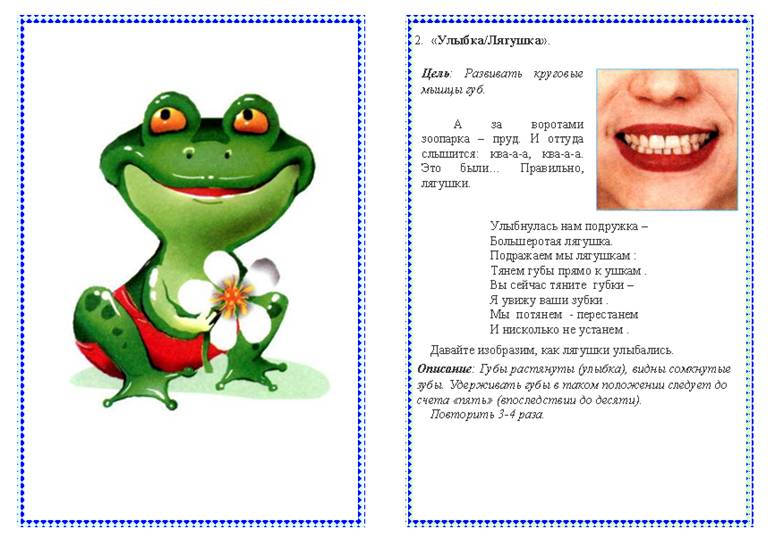 2. «Улыбка/Лягушка».
Цель: Развивать круговые
мышцы губ.
А за воротами
зоопарка – пруд. И оттуда
слышится: ква-а-а, ква-а-а.
Это были… Правильно,
лягушки.
Улыбнулась нам подружка –
Большеротая лягушка.
Подражаем мы лягушкам :
Тянем губы прямо к ушкам .
Вы сейчас тяните губки –
Я увижу ваши зубки .
Мы потянем - перестанем
И нисколько не устанем .
Давайте изобразим, как лягушки улыбались.
Описание: Губы растянуты (улыбка), видны сомкнутые
зубы. Удерживать губы в таком положении следует до
счета «пять» (впоследствии до десяти).
Повторить 3-4 раза.